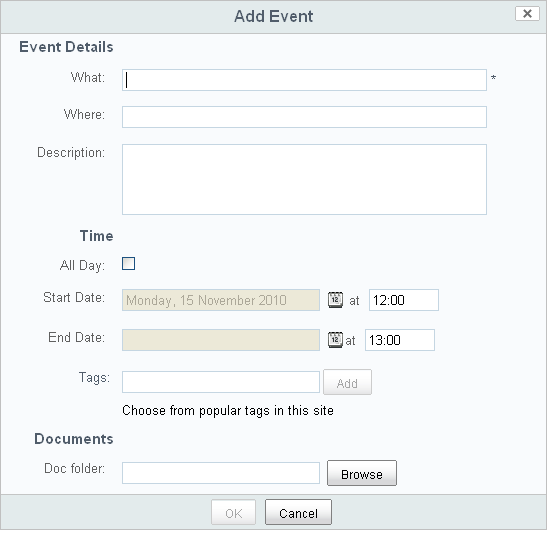 Add Event
Event Details
What: *
Where:
Description:
Time
All Day:
Start Date: Monday, 15 November 2010 12 at 12:00
End Date: 12 at 13:00
Tags: Add
Choose from popular tags in this site
Documents
Doc folder: Browse
OK Cancel